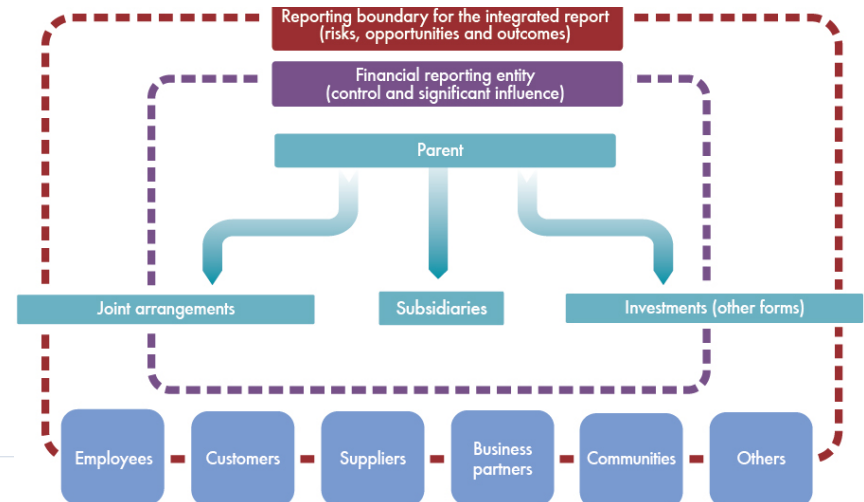 Reporting boundary for the integrated report
(risks, opportunities and outcomes)
Financial reporting entity
(control and significant influence)
Parent
Joint arrangements
Subsidiaries
Investments (other forms)
Employees
Customers
Suppliers
Business
partners
Communities
Others